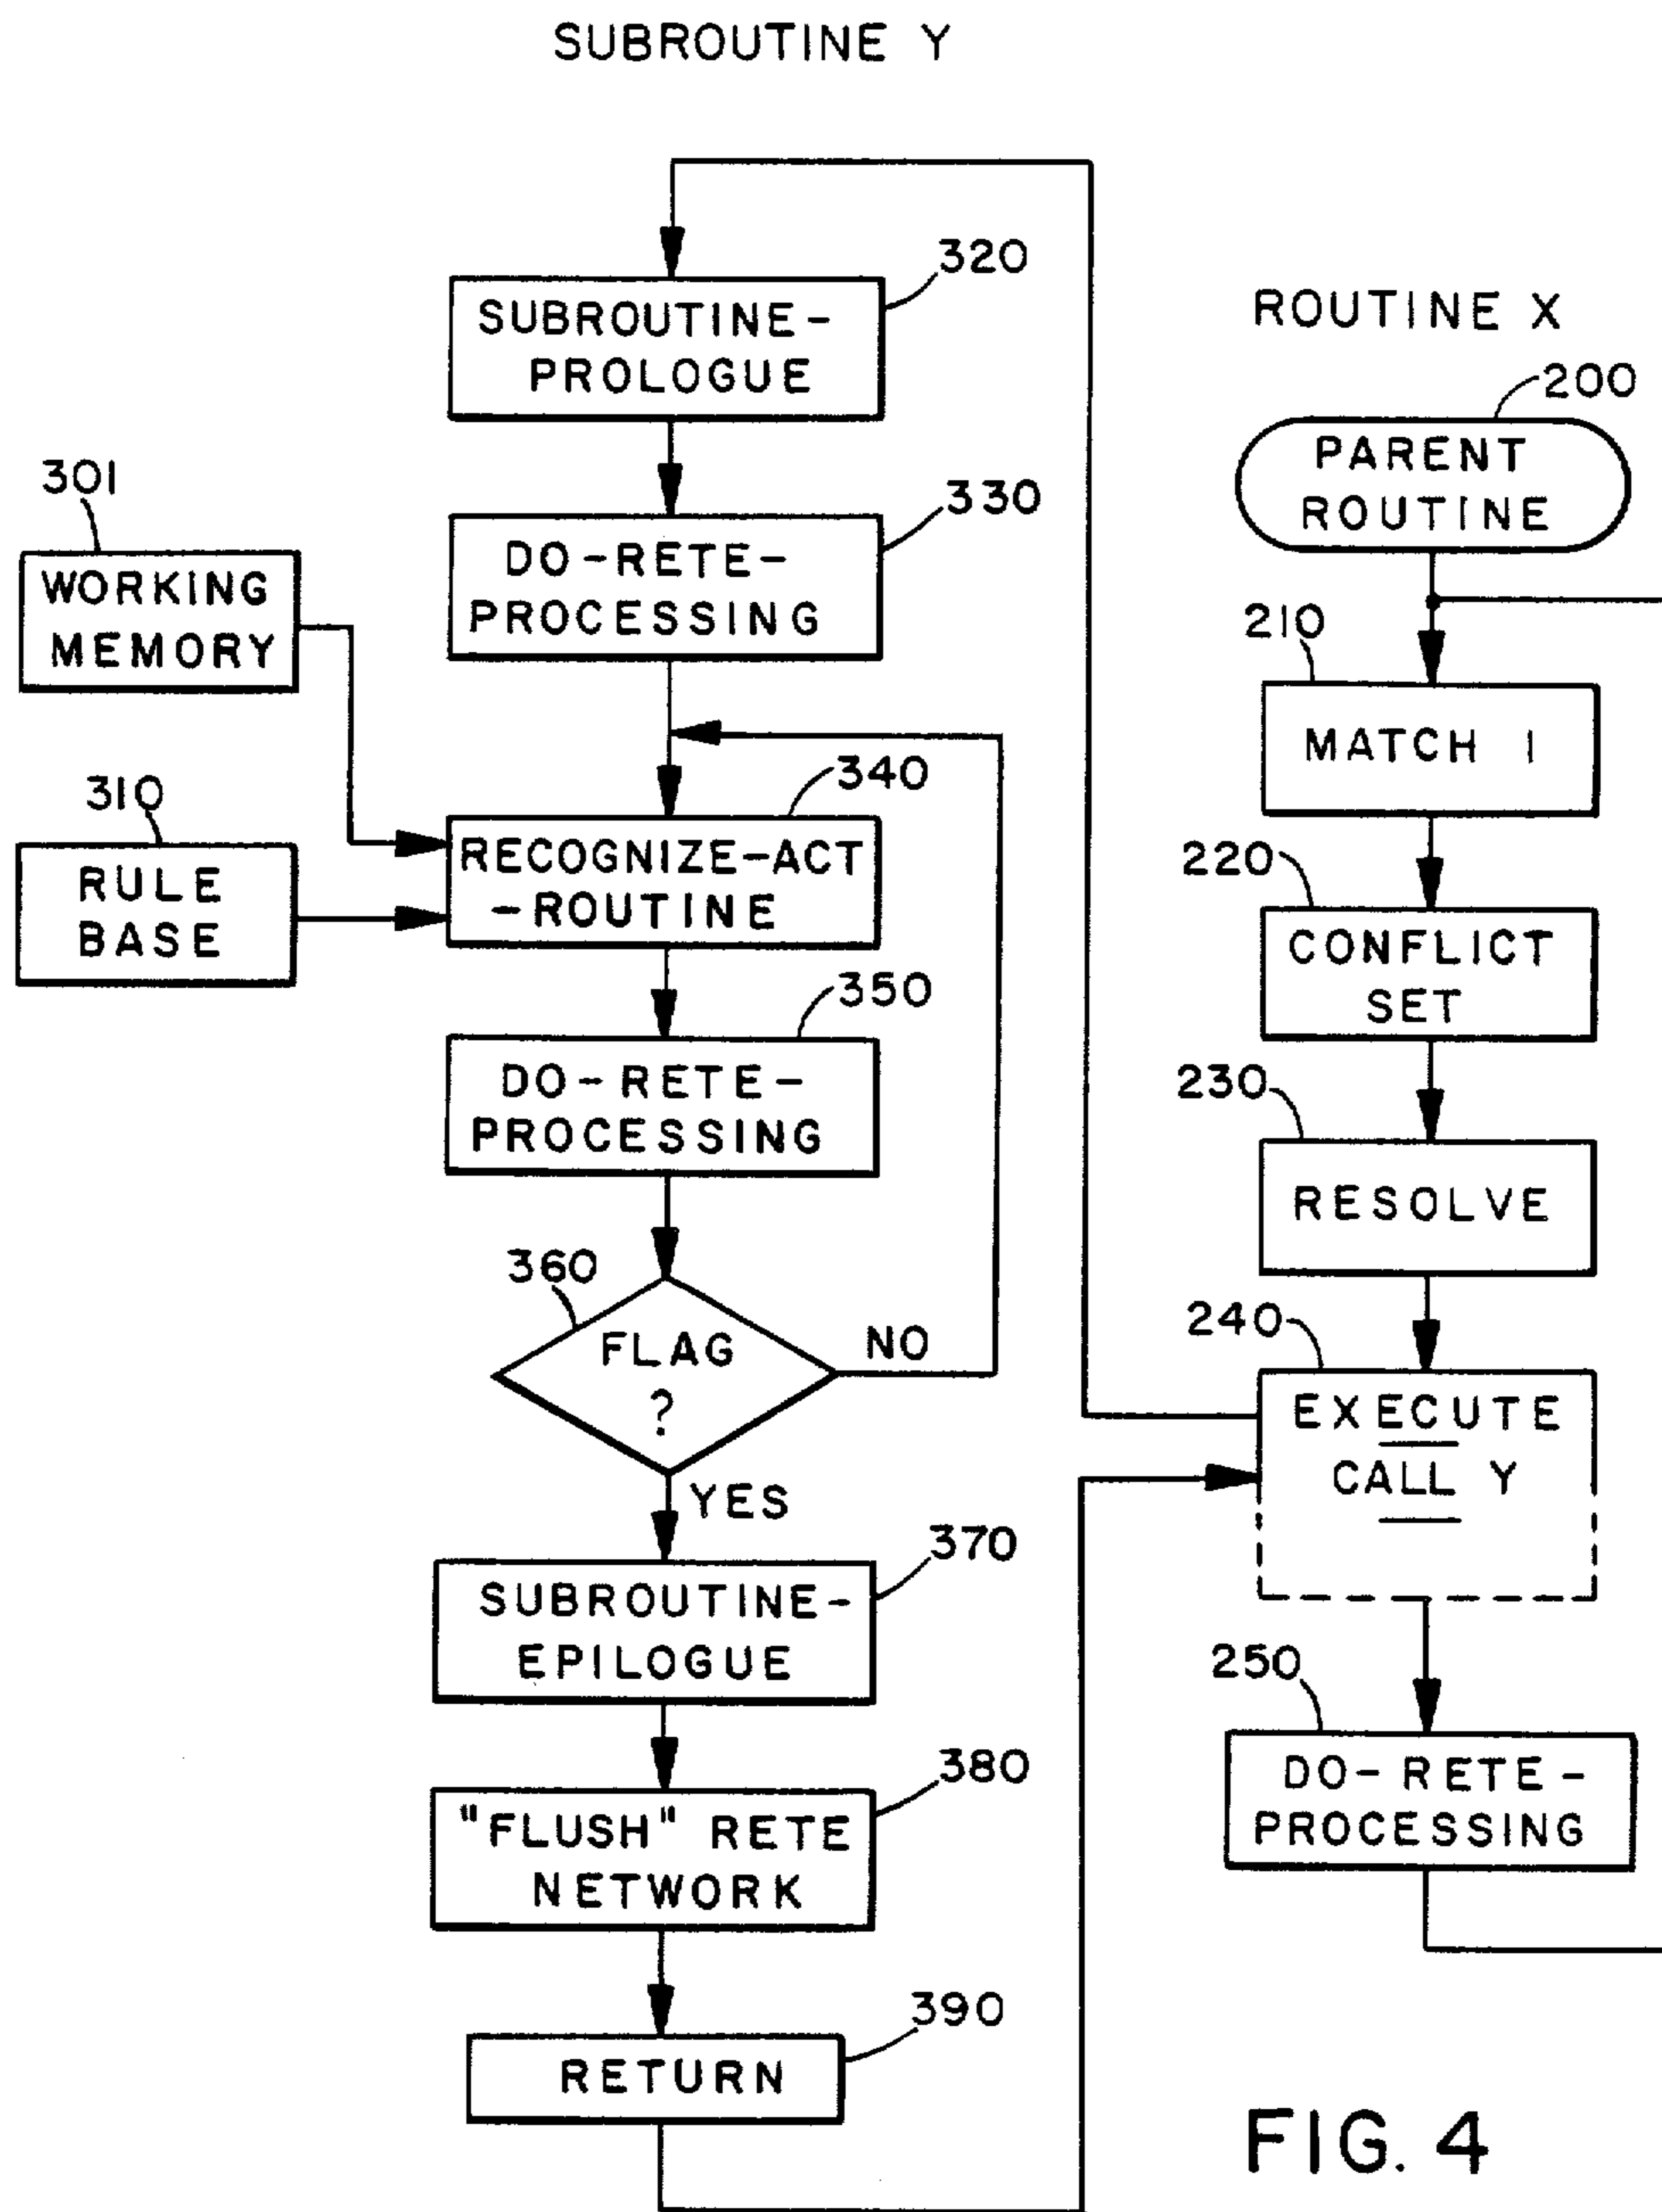 SUBROUTINE Y
320
SUBROUTINE-
PROLOGUE
330
DO-RETE-
PROCESSING
301
WORKING
MEMORY
310
RULE
BASE
340
RECOGNIZE-ACT
-ROUTINE
350
DO-RETE-
PROCESSING
360
FLAG
?
NO
YES
370
SUBROUTINE-
EPILOGUE
380
"FLUSH" RETE
NETWORK
390
RETURN
ROUTINE X
200
PARENT
ROUTINE
210
MATCH 1
220
CONFLICT
SET
230
RESOLVE
240
EXECUTE
CALL Y
250
DO-RETE-
PROCESSING
FIG. 4